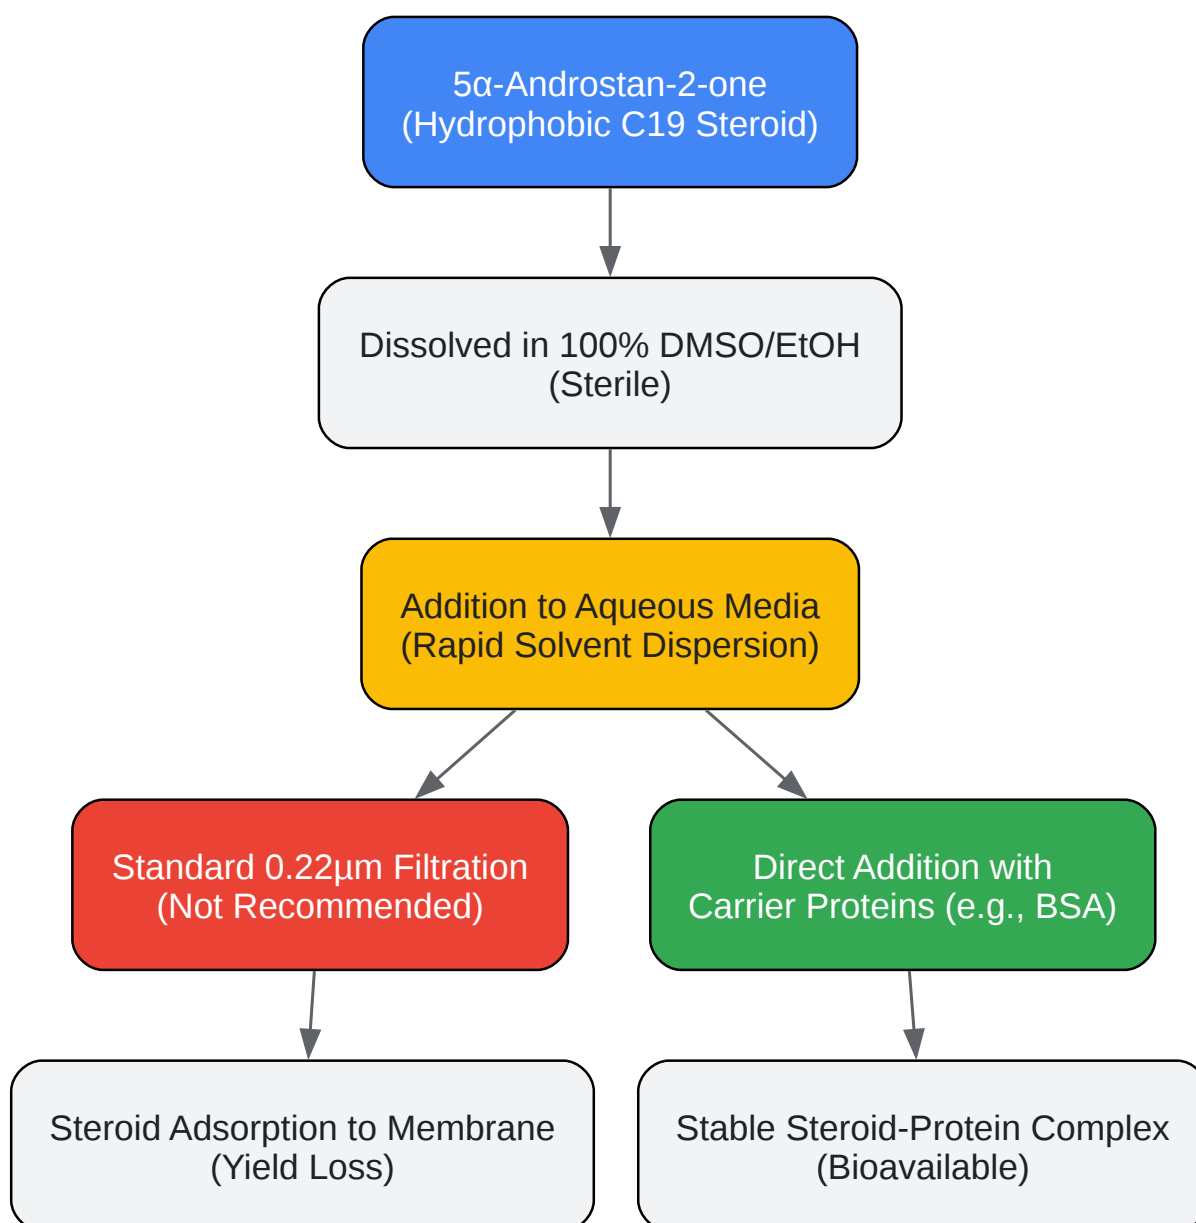 5α-Androstan-2-one
(Hydrophobic C19 Steroid)
Dissolved in 100% DMSO/EtOH
(Sterile)
Addition to Aqueous Media
(Rapid Solvent Dispersion)
Standard 0.22µm Filtration
(Not Recommended)
Direct Addition with
Carrier Proteins (e.g., BSA)
Steroid Adsorption to Membrane
(Yield Loss)
Stable Steroid-Protein Complex
(Bioavailable)